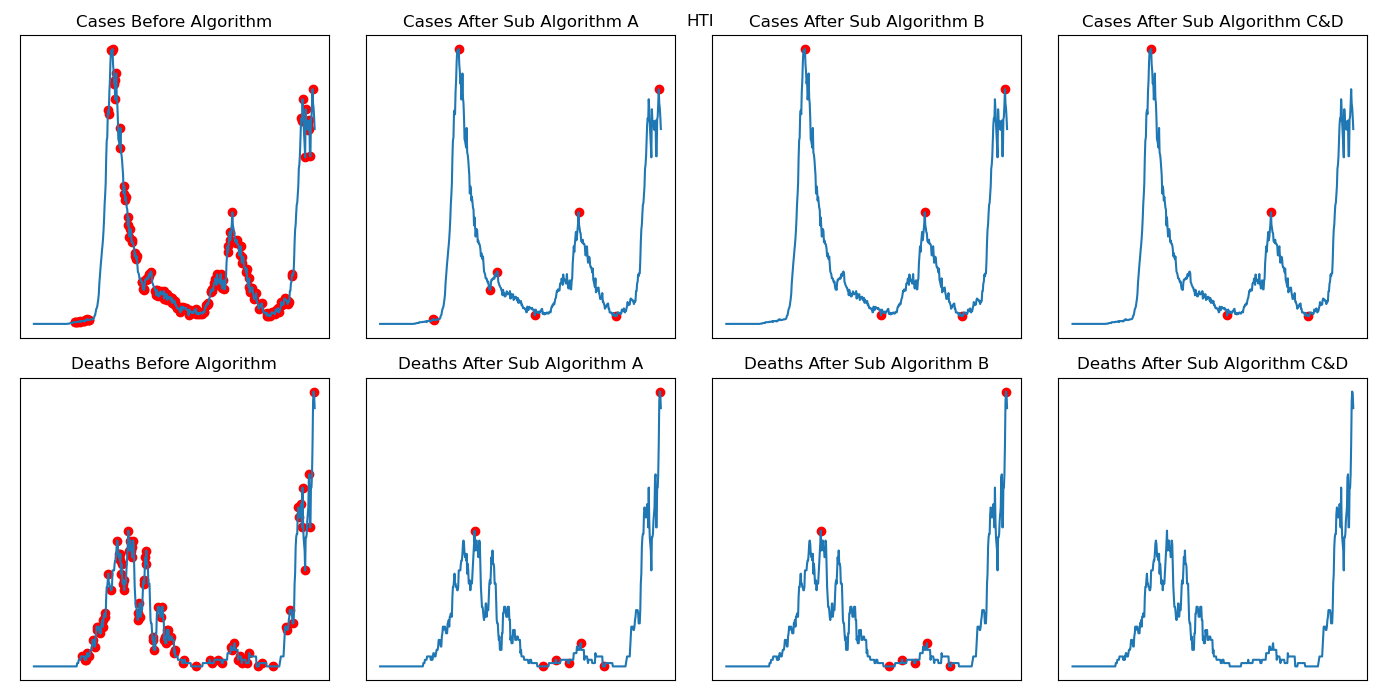 HTI
Cases Before Algorithm
Cases After Sub Algorithm A
Cases After Sub Algorithm B
Cases After Sub Algorithm C&D
Deaths Before Algorithm
Deaths After Sub Algorithm A
Deaths After Sub Algorithm B
Deaths After Sub Algorithm C&D